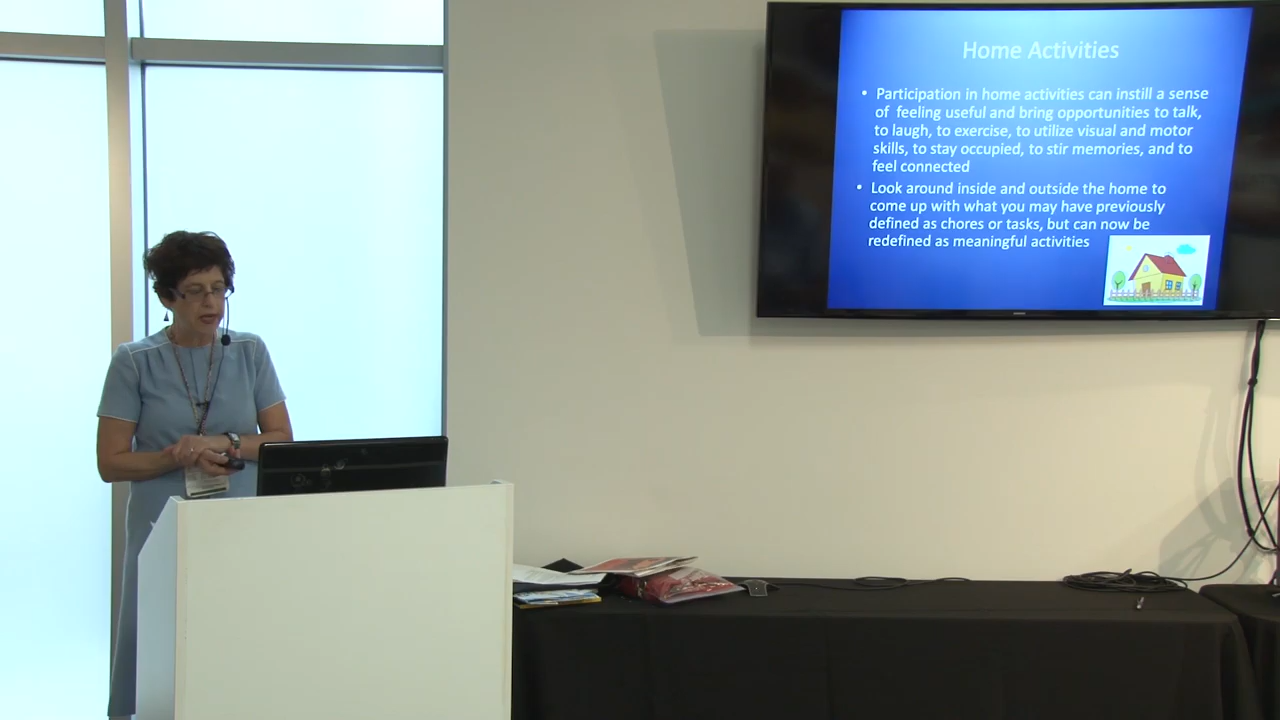 Home Activities
• Participation in home activities can instill a sense
of feeling useful and bring opportunities to talk,
to laugh, to exercise, to utilize visual and motor
skills, to stay occupied, to stir memories, and to
feel connected
• Look around inside and outside the home to
come up with what you may have previously
defined as chores or tasks, but can now be
redefined as meaningful activities